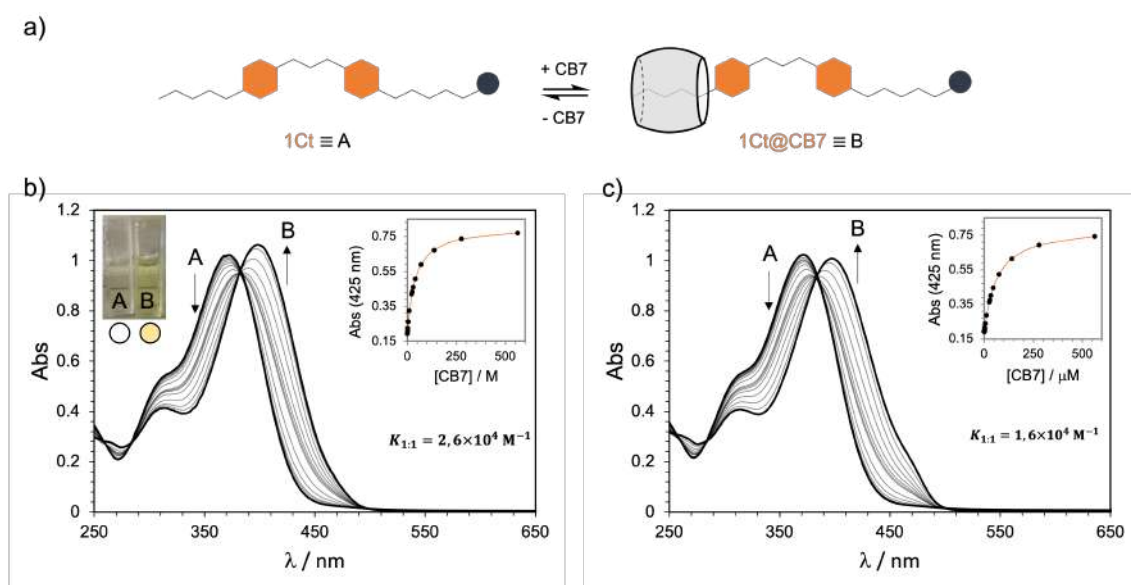 a)
+ CB7
- CB7
1Ct ≡ A
1Ct@CB7 ≡ B
b)
1.2
1
0.8
0.6
0.4
0.2
0
Abs
250
350
450
550
650
λ / nm
A
B
A
B
0.75
0.55
0.35
0.15
Abs (425 nm)
0
250
500
[CB7] / M
K1:1 = 2,6×10⁴ M⁻¹
c)
1.2
1
0.8
0.6
0.4
0.2
0
Abs
250
350
450
550
650
λ / nm
A
B
0.75
0.55
0.35
0.15
Abs (425 nm)
0
250
500
[CB7] / μM
K1:1 = 1,6×10⁴ M⁻¹